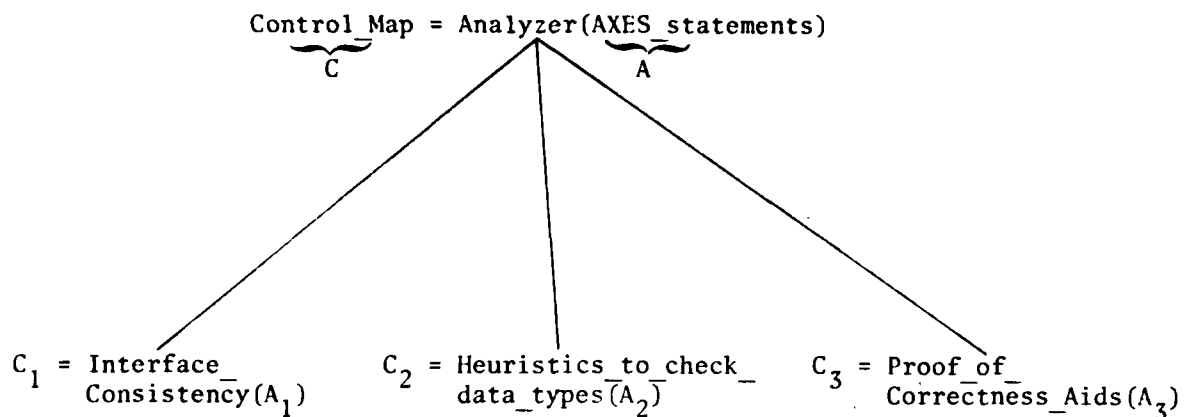 Control_Map = Analyzer(AXES_statements)
C A
C1 = Interface_ C2 = Heuristics_to_check_ C3 = Proof_of_
Consistency(A1) data_types(A2) Correctness_Aids(A3)